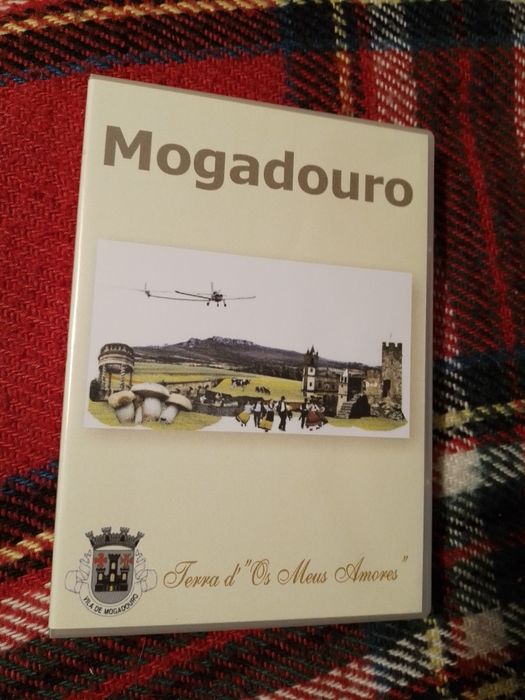 Mogadouro
Terra d'"Os Meus Amores"
VILA DE MOGADOURO